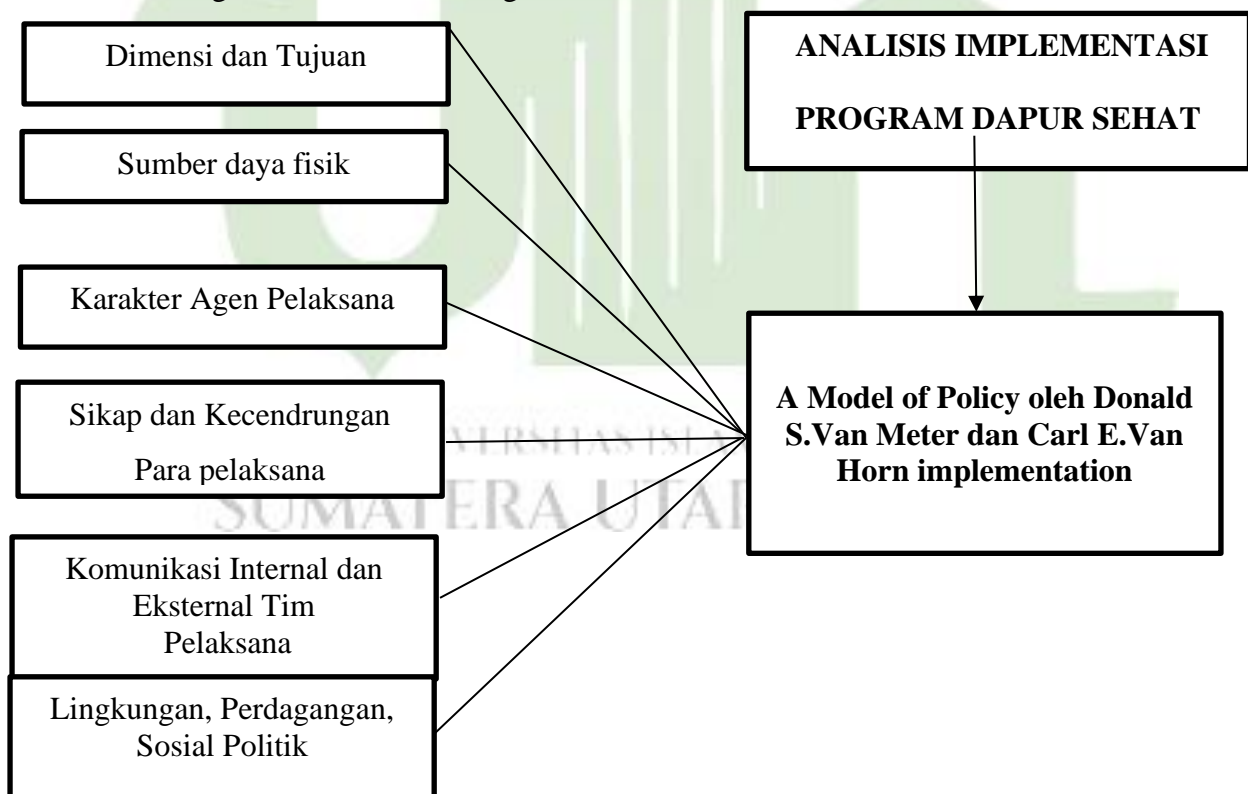 Dimensi dan Tujuan
Sumber daya fisik
Karakter Agen Pelaksana
Sikap dan Kecendrungan
Para pelaksana
Komunikasi Internal dan
Eksternal Tim
Pelaksana
Lingkungan, Perdagangan,
Sosial Politik
ANALISIS IMPLEMENTASI
PROGRAM DAPUR SEHAT
A Model of Policy oleh Donald
S.Van Meter dan Carl E.Van
Horn implementation
SUMATERA UTA